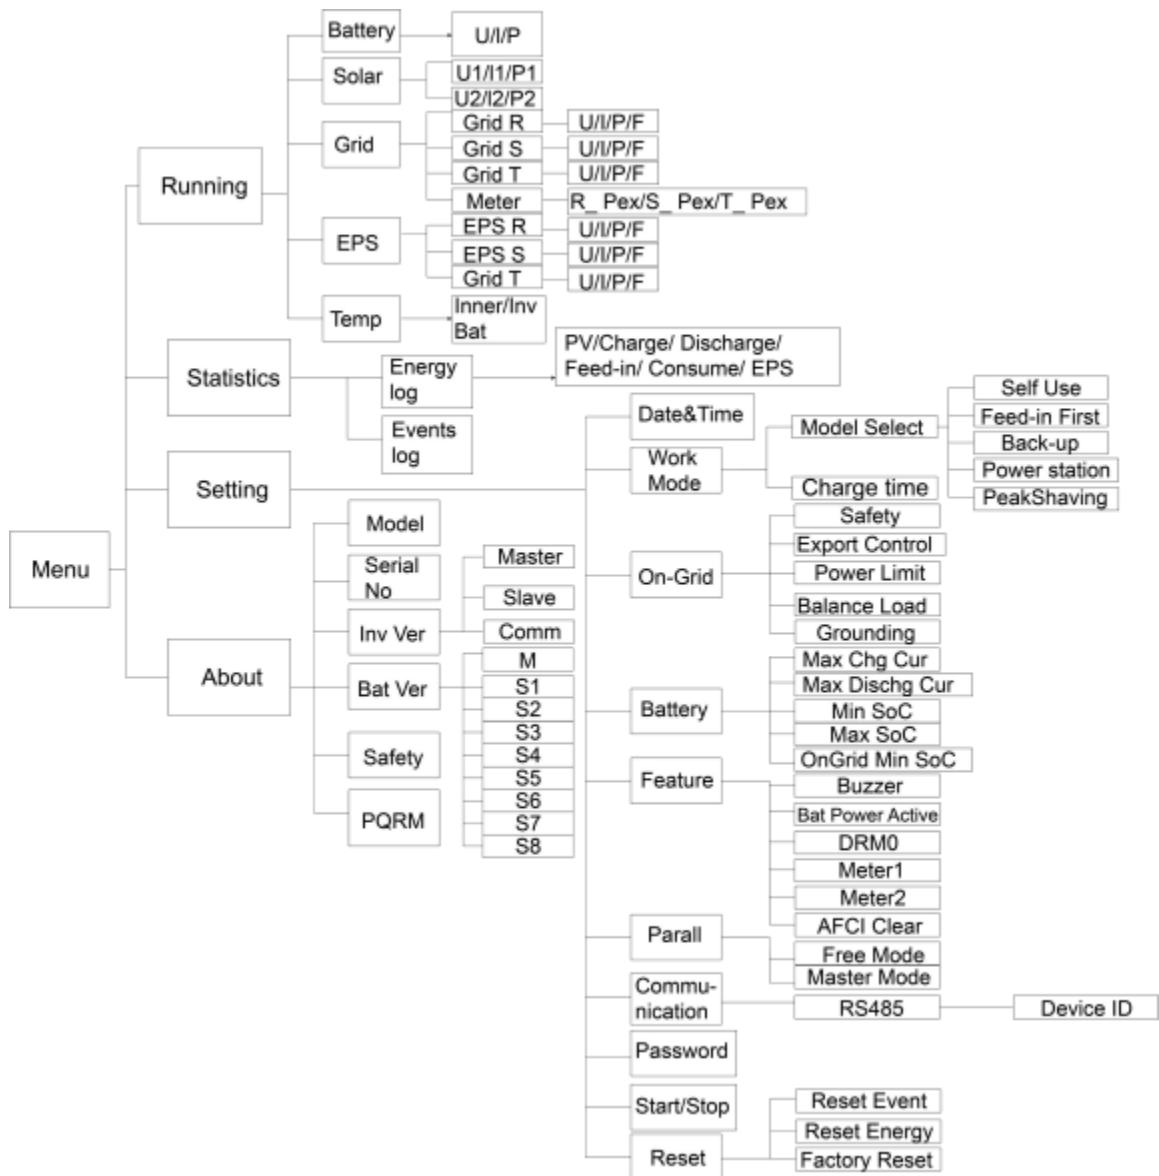 Menu
Running
Battery
U/I/P
Solar
U1/I1/P1
U2/I2/P2
Grid
Grid R
U/I/P/F
Grid S
U/I/P/F
Grid T
U/I/P/F
Meter
R_ Pex/S_ Pex/T_ Pex
EPS
EPS R
U/I/P/F
EPS S
U/I/P/F
Grid T
U/I/P/F
Temp
Inner/Inv
Bat
Statistics
Energy
log
PV/Charge/ Discharge/
Feed-in/ Consume/ EPS
Events
log
Setting
Date&Time
Work
Mode
Model Select
Self Use
Feed-in First
Back-up
Power station
PeakShaving
Charge time
On-Grid
Safety
Export Control
Power Limit
Balance Load
Grounding
Battery
Max Chg Cur
Max Dischg Cur
Min SoC
Max SoC
OnGrid Min SoC
Feature
Buzzer
Bat Power Active
DRM0
Meter1
Meter2
AFCI Clear
Parall
Free Mode
Master Mode
Commu-
nication
RS485
Device ID
Password
Start/Stop
Reset
Reset Event
Reset Energy
Factory Reset
About
Model
Serial
No
Inv Ver
Master
Slave
Comm
Bat Ver
M
S1
S2
S3
S4
S5
S6
S7
S8
Safety
PQRM